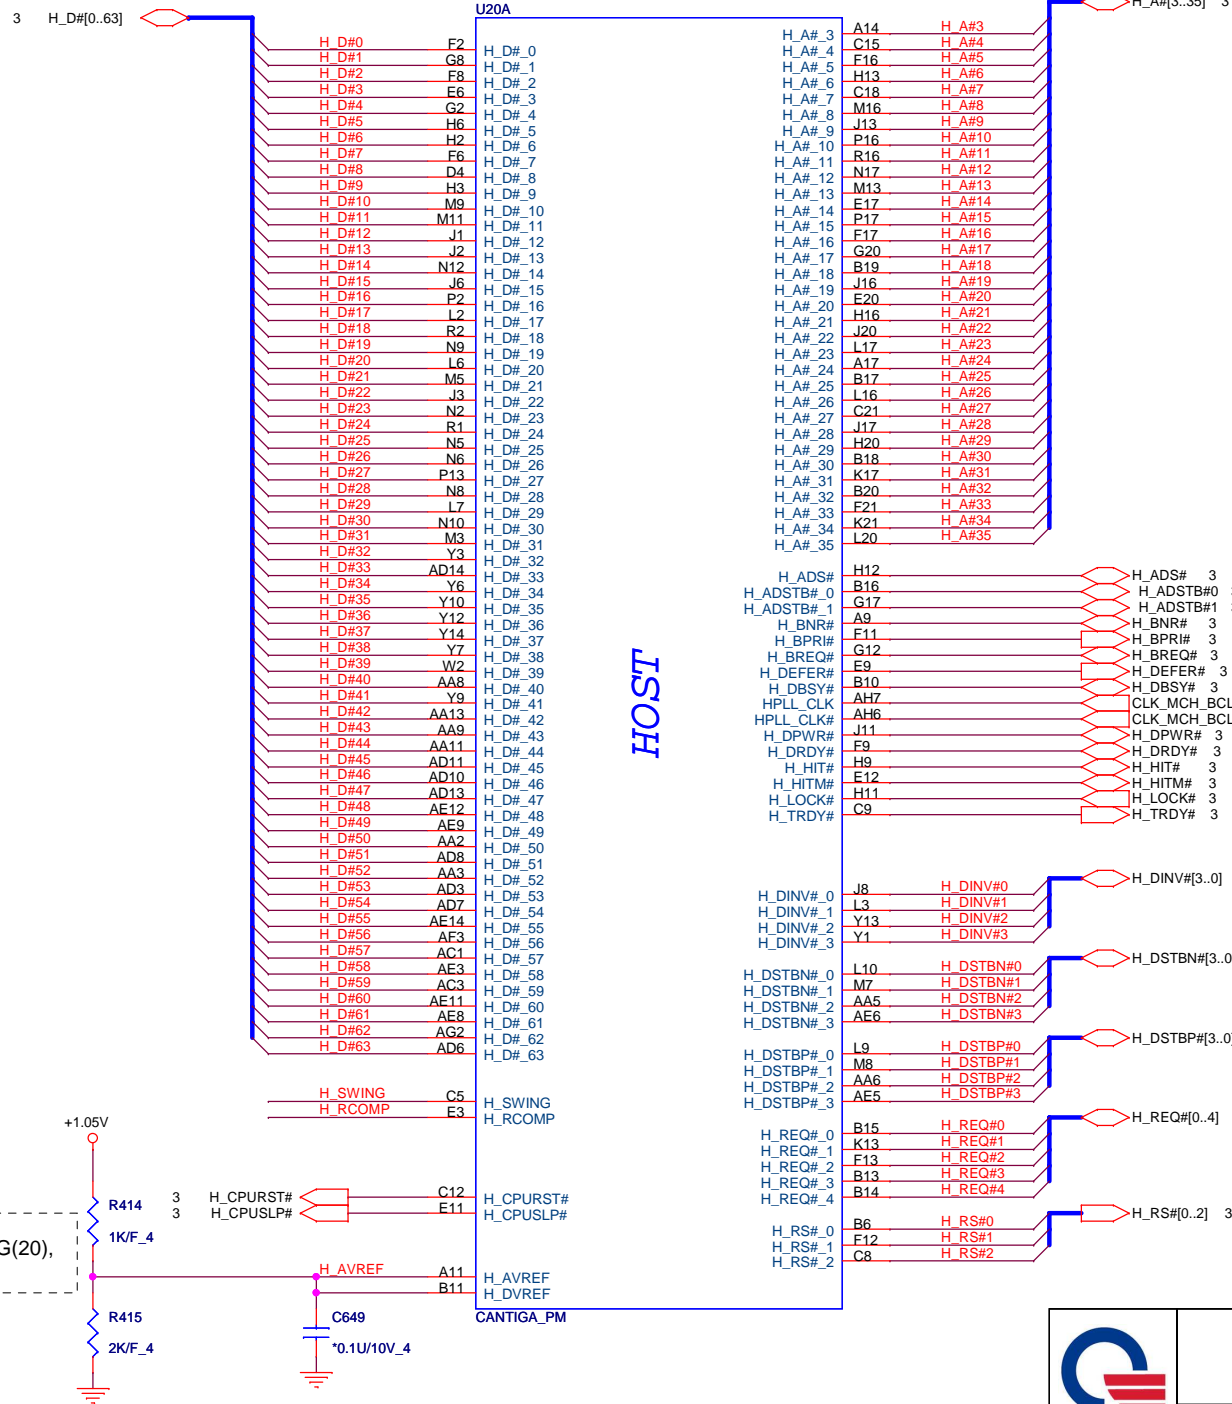 3 H_D#[0..63]
U20A
H_A#[3..35] 3
H_D#0 F2 H_D#_0
H_D#1 G8 H_D#_1
H_D#2 F8 H_D#_2
H_D#3 E6 H_D#_3
H_D#4 G2 H_D#_4
H_D#5 H6 H_D#_5
H_D#6 H2 H_D#_6
H_D#7 F6 H_D#_7
H_D#8 D4 H_D#_8
H_D#9 H3 H_D#_9
H_D#10 M9 H_D#_10
H_D#11 M11 H_D#_11
H_D#12 J1 H_D#_12
H_D#13 J2 H_D#_13
H_D#14 N12 H_D#_14
H_D#15 J6 H_D#_15
H_D#16 P2 H_D#_16
H_D#17 L2 H_D#_17
H_D#18 R2 H_D#_18
H_D#19 N9 H_D#_19
H_D#20 L6 H_D#_20
H_D#21 M5 H_D#_21
H_D#22 J3 H_D#_22
H_D#23 N2 H_D#_23
H_D#24 R1 H_D#_24
H_D#25 N5 H_D#_25
H_D#26 N6 H_D#_26
H_D#27 P13 H_D#_27
H_D#28 N8 H_D#_28
H_D#29 L7 H_D#_29
H_D#30 N10 H_D#_30
H_D#31 M3 H_D#_31
H_D#32 Y3 H_D#_32
H_D#33 AD14 H_D#_33
H_D#34 Y6 H_D#_34
H_D#35 Y10 H_D#_35
H_D#36 Y12 H_D#_36
H_D#37 Y14 H_D#_37
H_D#38 Y7 H_D#_38
H_D#39 W2 H_D#_39
H_D#40 AA8 H_D#_40
H_D#41 Y9 H_D#_41
H_D#42 AA13 H_D#_42
H_D#43 AA9 H_D#_43
H_D#44 AA11 H_D#_44
H_D#45 AD11 H_D#_45
H_D#46 AD10 H_D#_46
H_D#47 AD13 H_D#_47
H_D#48 AE12 H_D#_48
H_D#49 AE9 H_D#_49
H_D#50 AA2 H_D#_50
H_D#51 AD8 H_D#_51
H_D#52 AA3 H_D#_52
H_D#53 AD3 H_D#_53
H_D#54 AD7 H_D#_54
H_D#55 AE14 H_D#_55
H_D#56 AF3 H_D#_56
H_D#57 AC1 H_D#_57
H_D#58 AE3 H_D#_58
H_D#59 AC3 H_D#_59
H_D#60 AE11 H_D#_60
H_D#61 AE8 H_D#_61
H_D#62 AG2 H_D#_62
H_D#63 AD6 H_D#_63
H_SWING C5 H_SWING
H_RCOMP E3 H_RCOMP
3 H_CPURST# C12 H_CPURST#
3 H_CPUSLP# E11 H_CPUSLP#
H_AVREF A11 H_AVREF
B11 H_DVREF
+1.05V
R414
1K/F_4
G(20),
R415
2K/F_4
C649
*0.1U/10V_4
HOST
CANTIGA_PM
H_A#_3 A14 H_A#3
H_A#_4 C15 H_A#4
H_A#_5 F16 H_A#5
H_A#_6 H13 H_A#6
H_A#_7 C18 H_A#7
H_A#_8 M16 H_A#8
H_A#_9 J13 H_A#9
H_A#_10 P16 H_A#10
H_A#_11 R16 H_A#11
H_A#_12 N17 H_A#12
H_A#_13 M13 H_A#13
H_A#_14 E17 H_A#14
H_A#_15 P17 H_A#15
H_A#_16 F17 H_A#16
H_A#_17 G20 H_A#17
H_A#_18 B19 H_A#18
H_A#_19 J16 H_A#19
H_A#_20 E20 H_A#20
H_A#_21 H16 H_A#21
H_A#_22 J20 H_A#22
H_A#_23 L17 H_A#23
H_A#_24 A17 H_A#24
H_A#_25 B17 H_A#25
H_A#_26 L16 H_A#26
H_A#_27 C21 H_A#27
H_A#_28 J17 H_A#28
H_A#_29 H20 H_A#29
H_A#_30 B18 H_A#30
H_A#_31 K17 H_A#31
H_A#_32 B20 H_A#32
H_A#_33 F21 H_A#33
H_A#_34 K21 H_A#34
H_A#_35 L20 H_A#35
H_ADS# H12 H_ADS# 3
H_ADSTB#_0 B16 H_ADSTB#0
H_ADSTB#_1 G17 H_ADSTB#1
H_BNR# A9 H_BNR# 3
H_BPRI# F11 H_BPRI# 3
H_BREQ# G12 H_BREQ# 3
H_DEFER# E9 H_DEFER# 3
H_DBSY# B10 H_DBSY# 3
HPLL_CLK AH7 CLK_MCH_BCL
HPLL_CLK# AH6 CLK_MCH_BCL
H_DPWR# J11 H_DPWR# 3
H_DRDY# F9 H_DRDY# 3
H_HIT# H9 H_HIT# 3
H_HITM# E12 H_HITM# 3
H_LOCK# H11 H_LOCK# 3
H_TRDY# C9 H_TRDY# 3
H_DINV#[3..0]
H_DINV#_0 J8 H_DINV#0
H_DINV#_1 L3 H_DINV#1
H_DINV#_2 Y13 H_DINV#2
H_DINV#_3 Y1 H_DINV#3
H_DSTBN#[3..0
H_DSTBN#_0 L10 H_DSTBN#0
H_DSTBN#_1 M7 H_DSTBN#1
H_DSTBN#_2 AA5 H_DSTBN#2
H_DSTBN#_3 AE6 H_DSTBN#3
H_DSTBP#[3..0]
H_DSTBP#_0 L9 H_DSTBP#0
H_DSTBP#_1 M8 H_DSTBP#1
H_DSTBP#_2 AA6 H_DSTBP#2
H_DSTBP#_3 AE5 H_DSTBP#3
H_REQ#[0..4]
H_REQ#_0 B15 H_REQ#0
H_REQ#_1 K13 H_REQ#1
H_REQ#_2 F13 H_REQ#2
H_REQ#_3 B13 H_REQ#3
H_REQ#_4 B14 H_REQ#4
H_RS#[0..2] 3
H_RS#_0 B6 H_RS#0
H_RS#_1 F12 H_RS#1
H_RS#_2 C8 H_RS#2